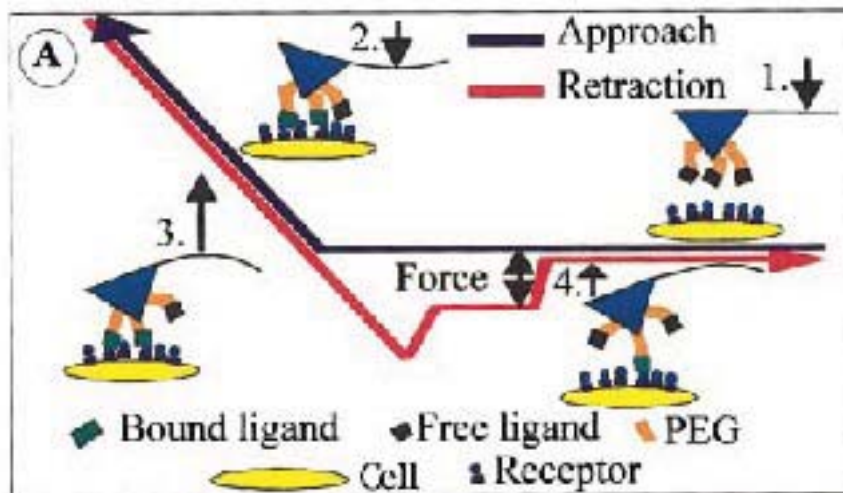 A
2.
Approach
Retraction
1.
3.
Force
4.
Bound ligand
Free ligand
PEG
Cell
Receptor